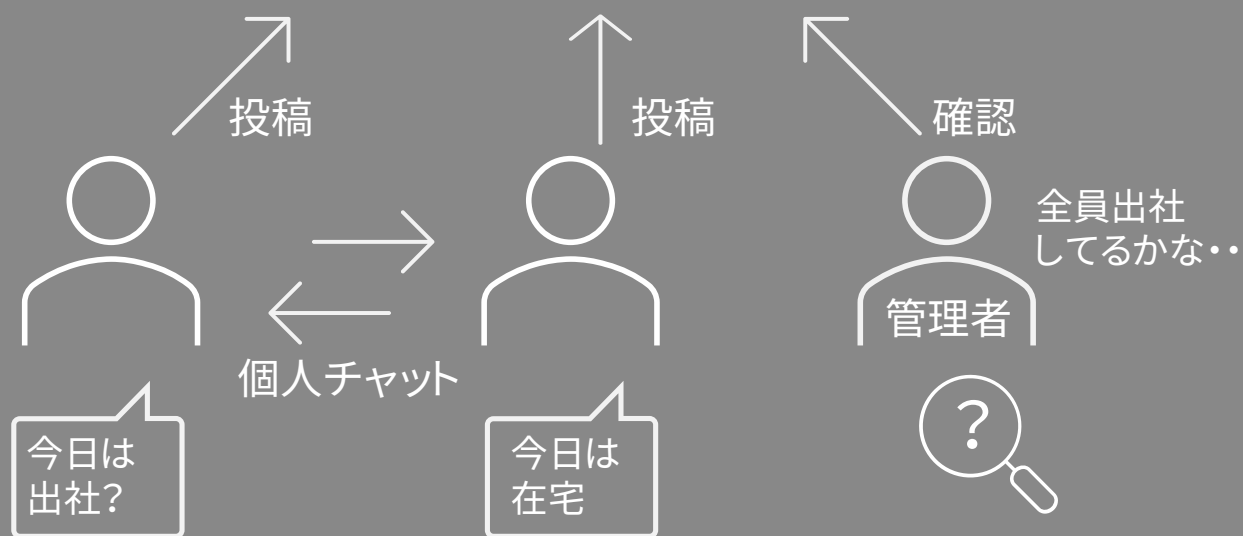 投稿
投稿
確認
全員出社
してるかな・・
管理者
個人チャット
今日は
出社?
今日は
在宅
?